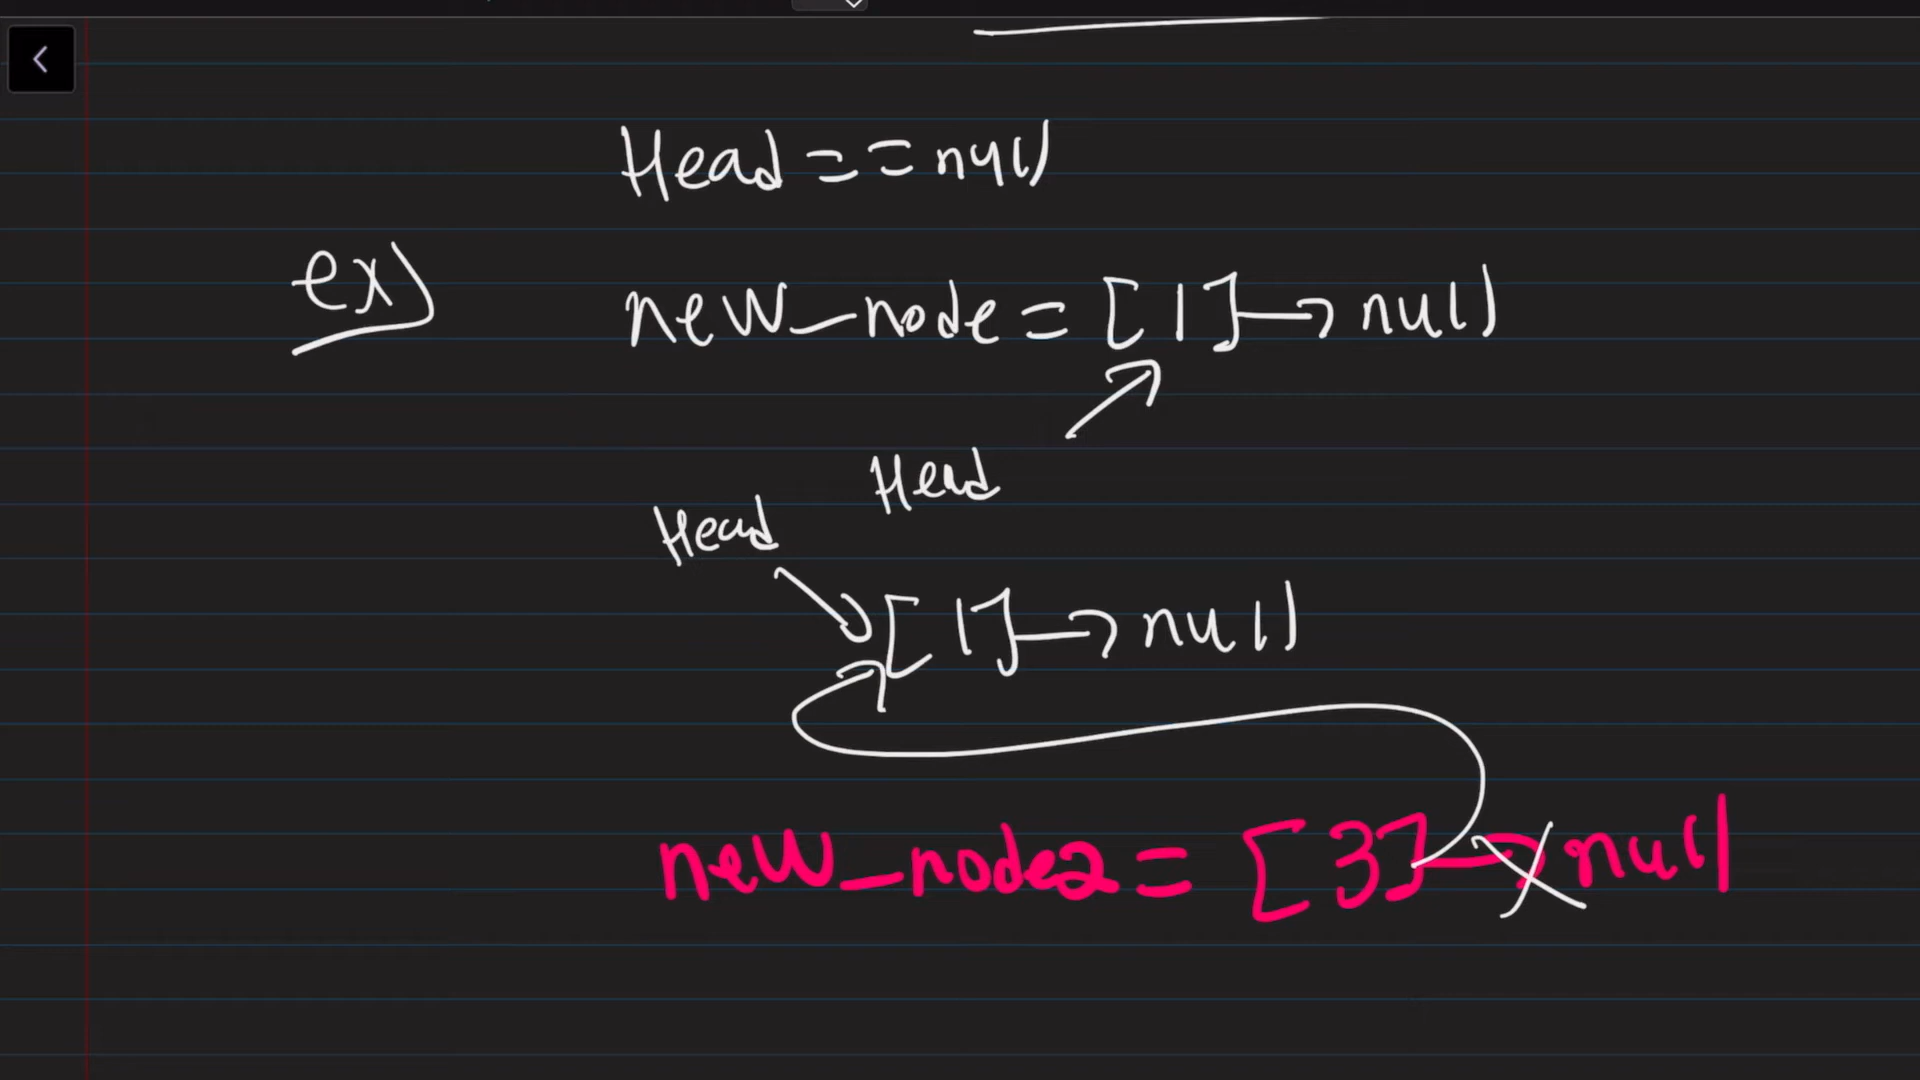 Head==null
ex)
new_node=[1]→null
Head
Head
[1]→null
new_node2=[3]→null